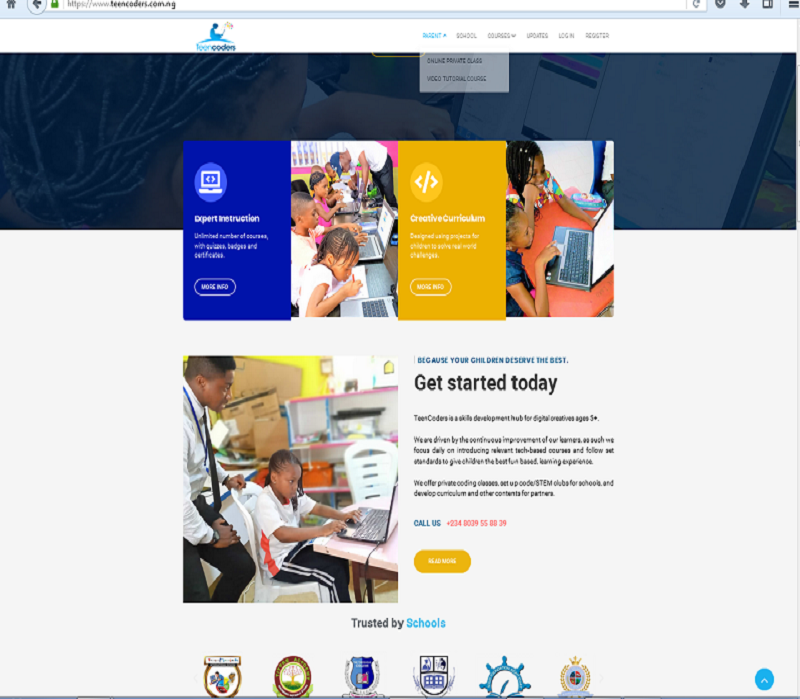 https://www.teencoders.com.ng
Teencoders
PARENT SCHOOL COURSES UPDATES LOG IN REGISTER
ONLINE PRIVATE CLASS
VIDEO TUTORIAL COURSE
Expert Instruction
Unlimited number of courses,
with quizzes, badges and
certificates.
MORE INFO
Creative Curriculum
Designed using projects for
children to solve real world
challenges.
MORE INFO
BECAUSE YOUR CHILDREN DESERVE THE BEST.
Get started today
TeenCoders is a skills development hub for digital creatives ages 5+.
We are driven by the continuous improvement of our learners, as such we
focus daily on introducing relevant tech-based courses and follow set
standards to give children the best fun based, learning experience.
We offer private coding classes, set up code/STEM clubs for schools, and
develop curriculum and other contents for partners.
CALL US +234 8039 55 88 39
READ MORE
Trusted by Schools